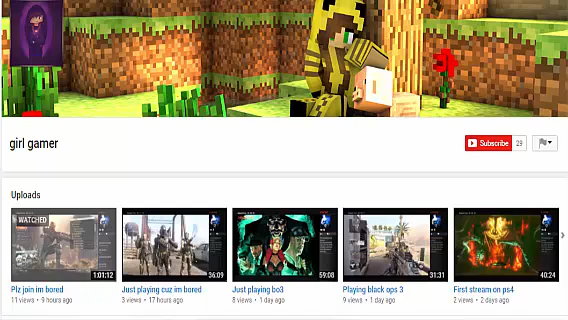 girl gamer
Subscribe 29
Uploads
WATCHED
1:01:12
36:09
59:08
31:31
40:24
Plz join im bored
Just playing cuz im bored
Just playing bo3
Playing black ops 3
First stream on ps4
11 views • 9 hours ago
3 views • 17 hours ago
8 views • 1 day ago
9 views • 1 day ago
2 views • 2 days ago